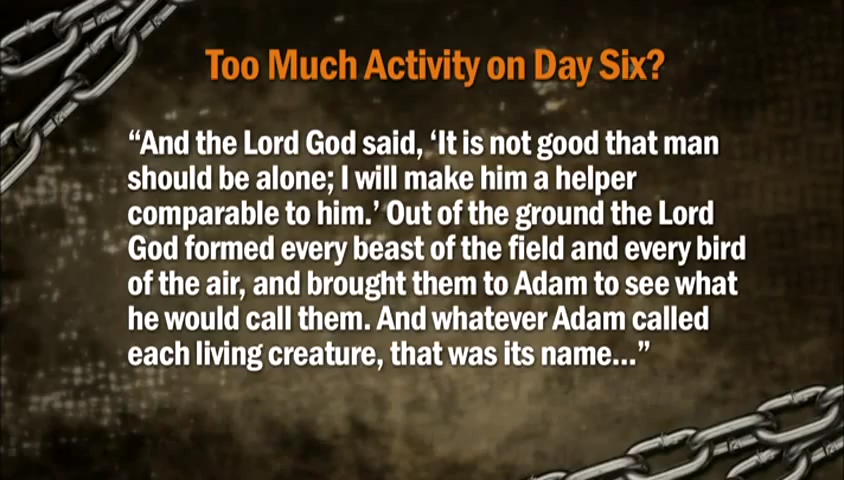 Too Much Activity on Day Six?
“And the Lord God said, ‘It is not good that man
should be alone; I will make him a helper
comparable to him.’ Out of the ground the Lord
God formed every beast of the field and every bird
of the air, and brought them to Adam to see what
he would call them. And whatever Adam called
each living creature, that was its name...”